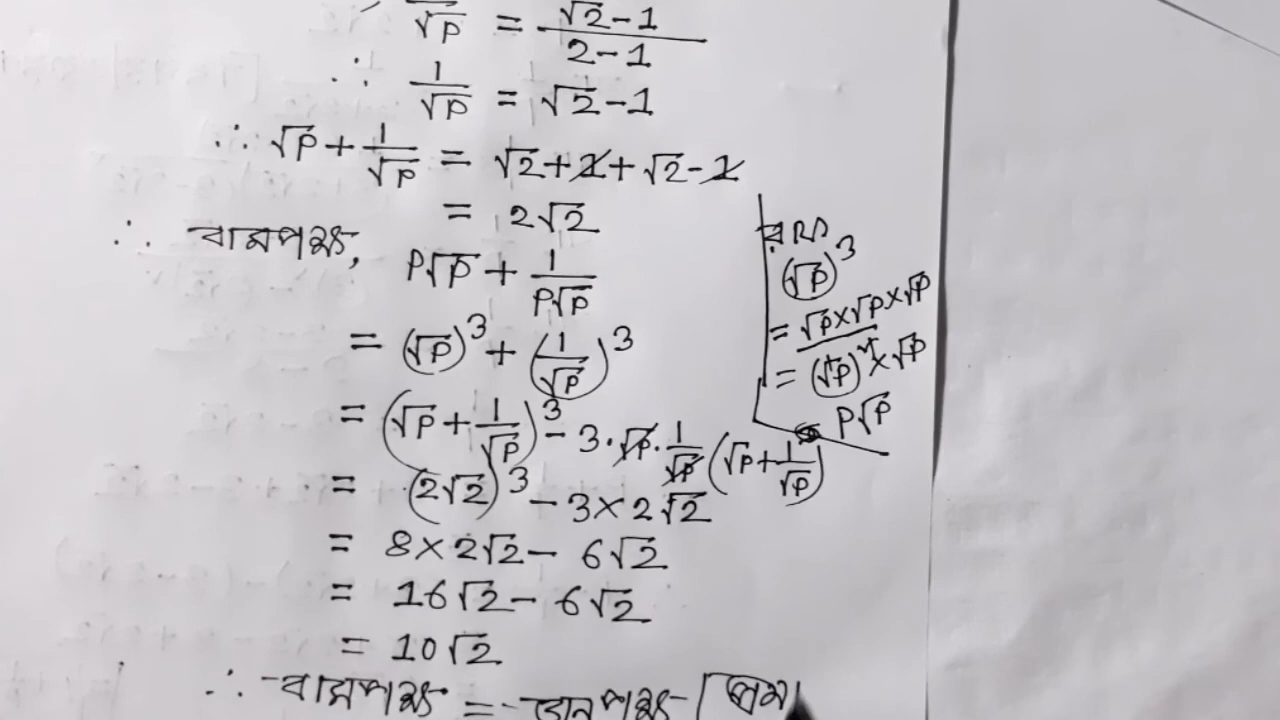 ∴ 1/√P = (√2-1)/(2-1)
∴ 1/√P = √2-1
∴ √P + 1/√P = √2+1+√2-1
= 2√2
∴ বামপক্ষ, P√P + 1/(P√P)
= (√P)³ + (1/√P)³
= (√P + 1/√P)³ - 3·√P·1/√P (√P + 1/√P)
= (2√2)³ - 3×2√2
= 8×2√2 - 6√2
= 16√2 - 6√2
= 10√2
∴ বামপক্ষ = ডানপক্ষ
(√P)³
= √P×√P×√P
= (√P)²×√P
P√P